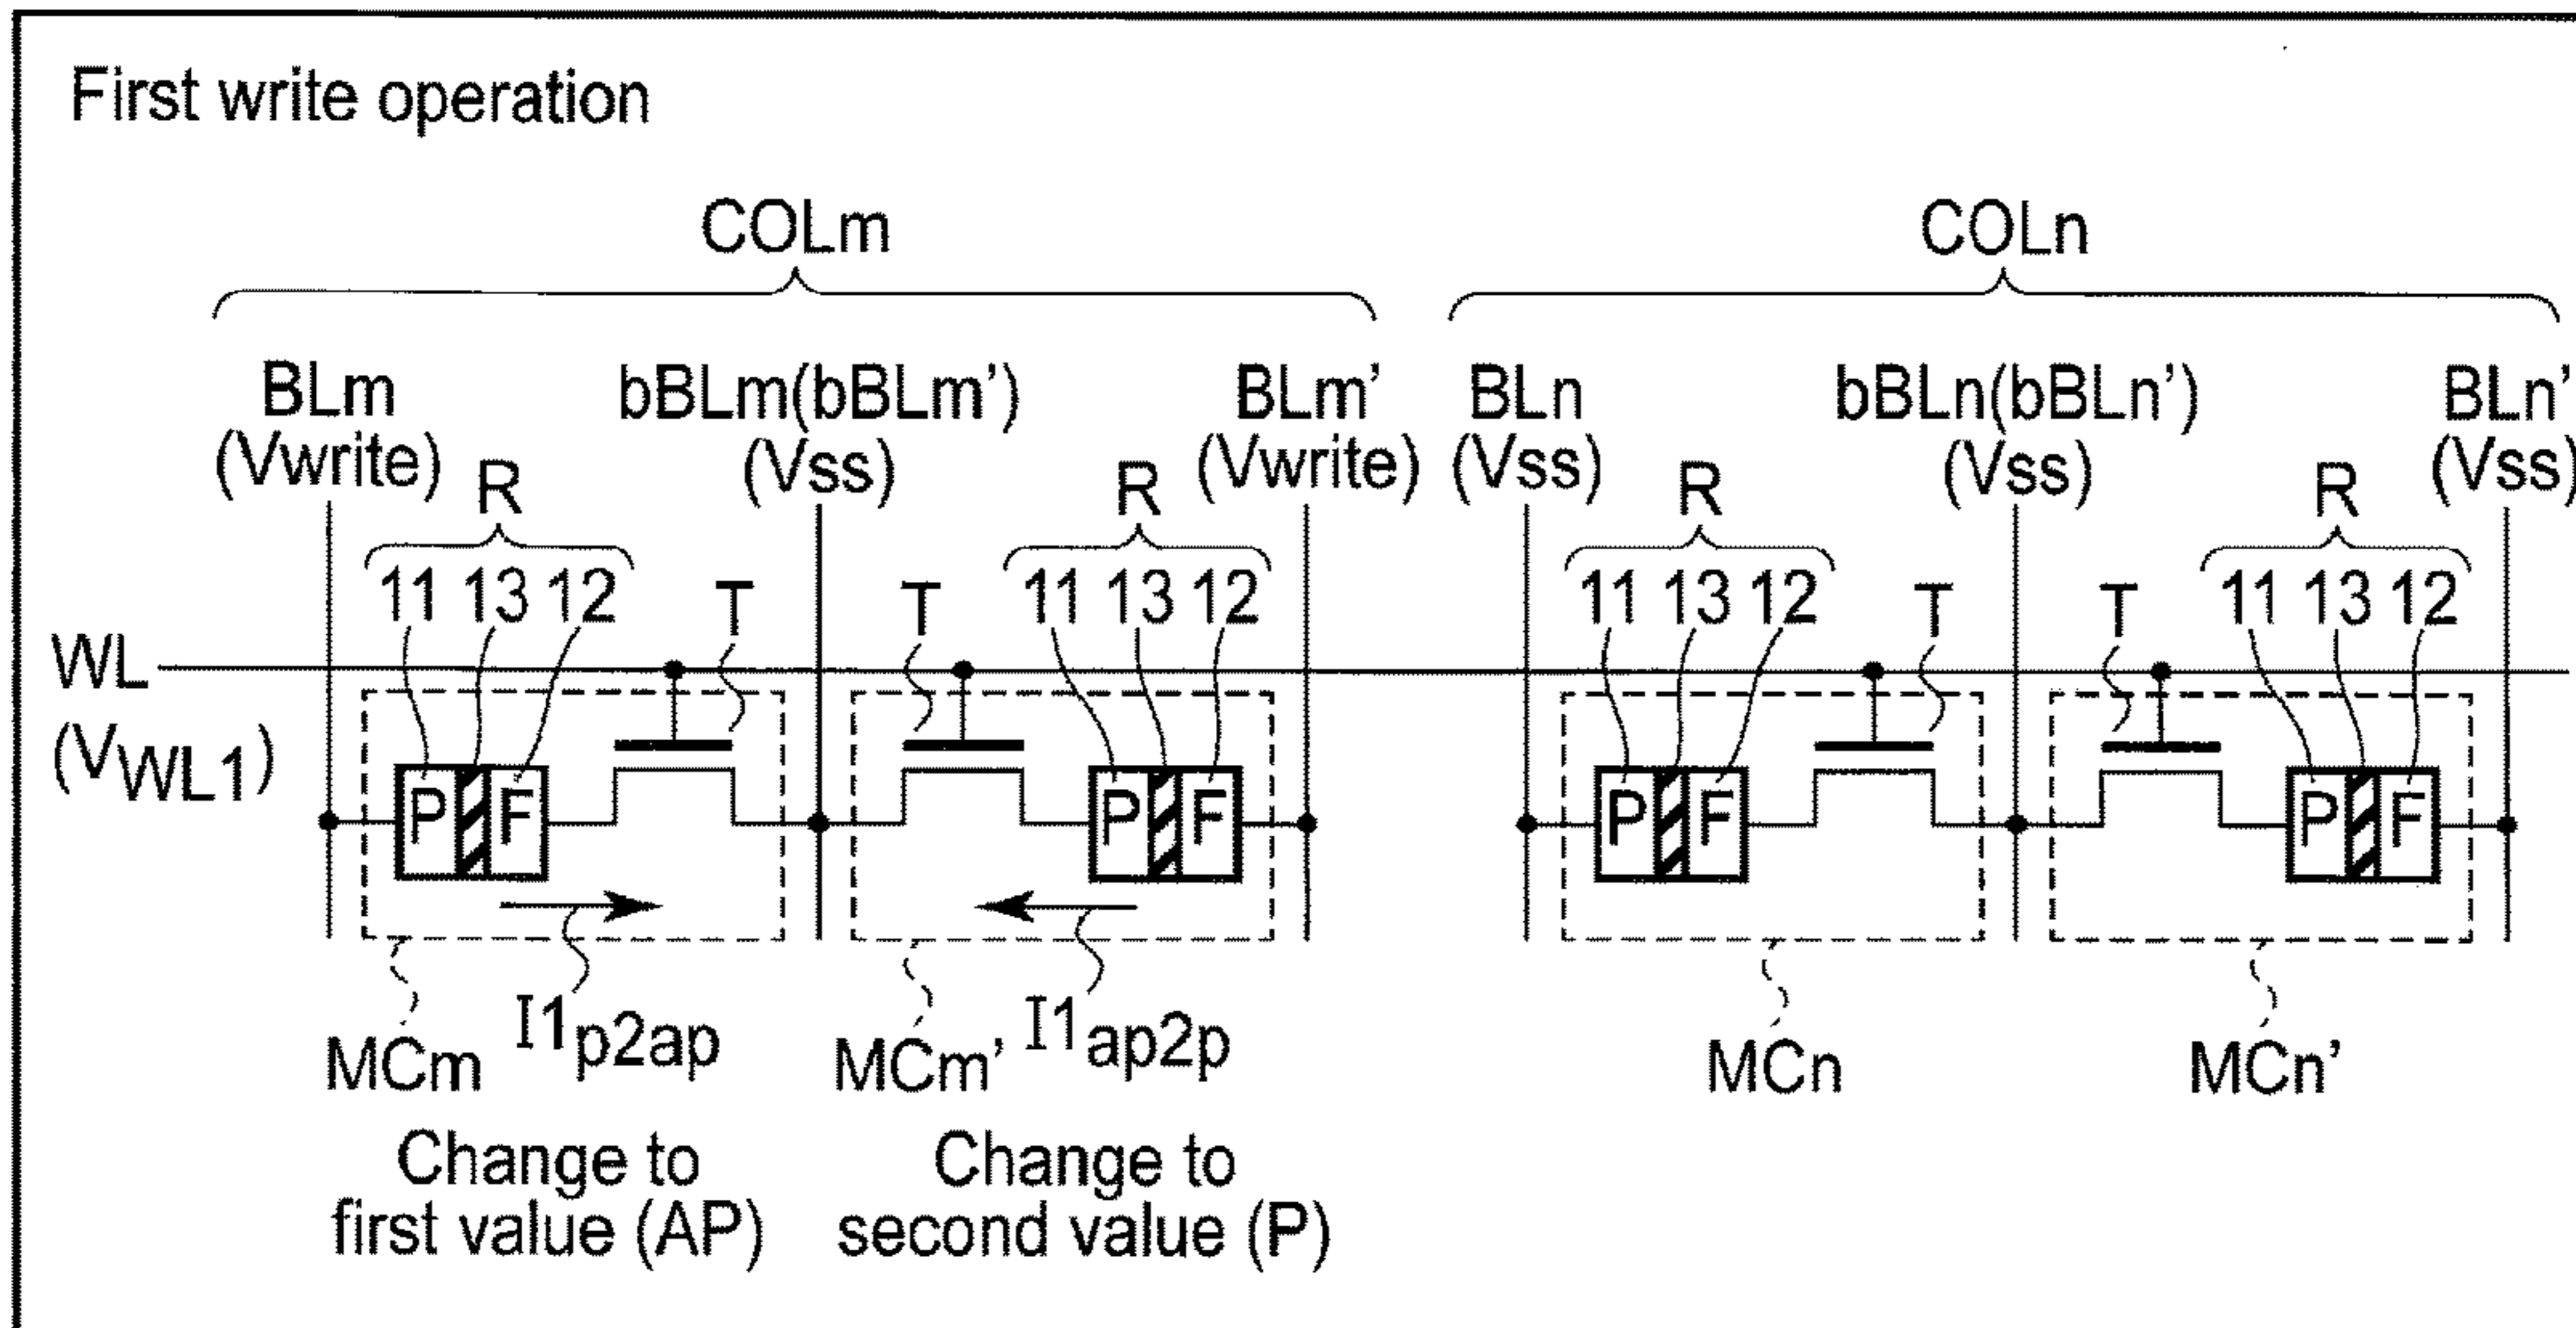 First write operation
COLm COLn
BLm bBLm(bBLm') BLm' BLn bBLn(bBLn') BLn'
(Vwrite) (Vss) (Vwrite) (Vss) (Vss) (Vss)
R R R R
11 13 12 T T 11 13 12 11 13 12 T T 11 13 12
WL
(VWL1)
P F P F P F P F
MCm I1p2ap MCm' I1ap2p MCn MCn'
Change to Change to
first value (AP) second value (P)